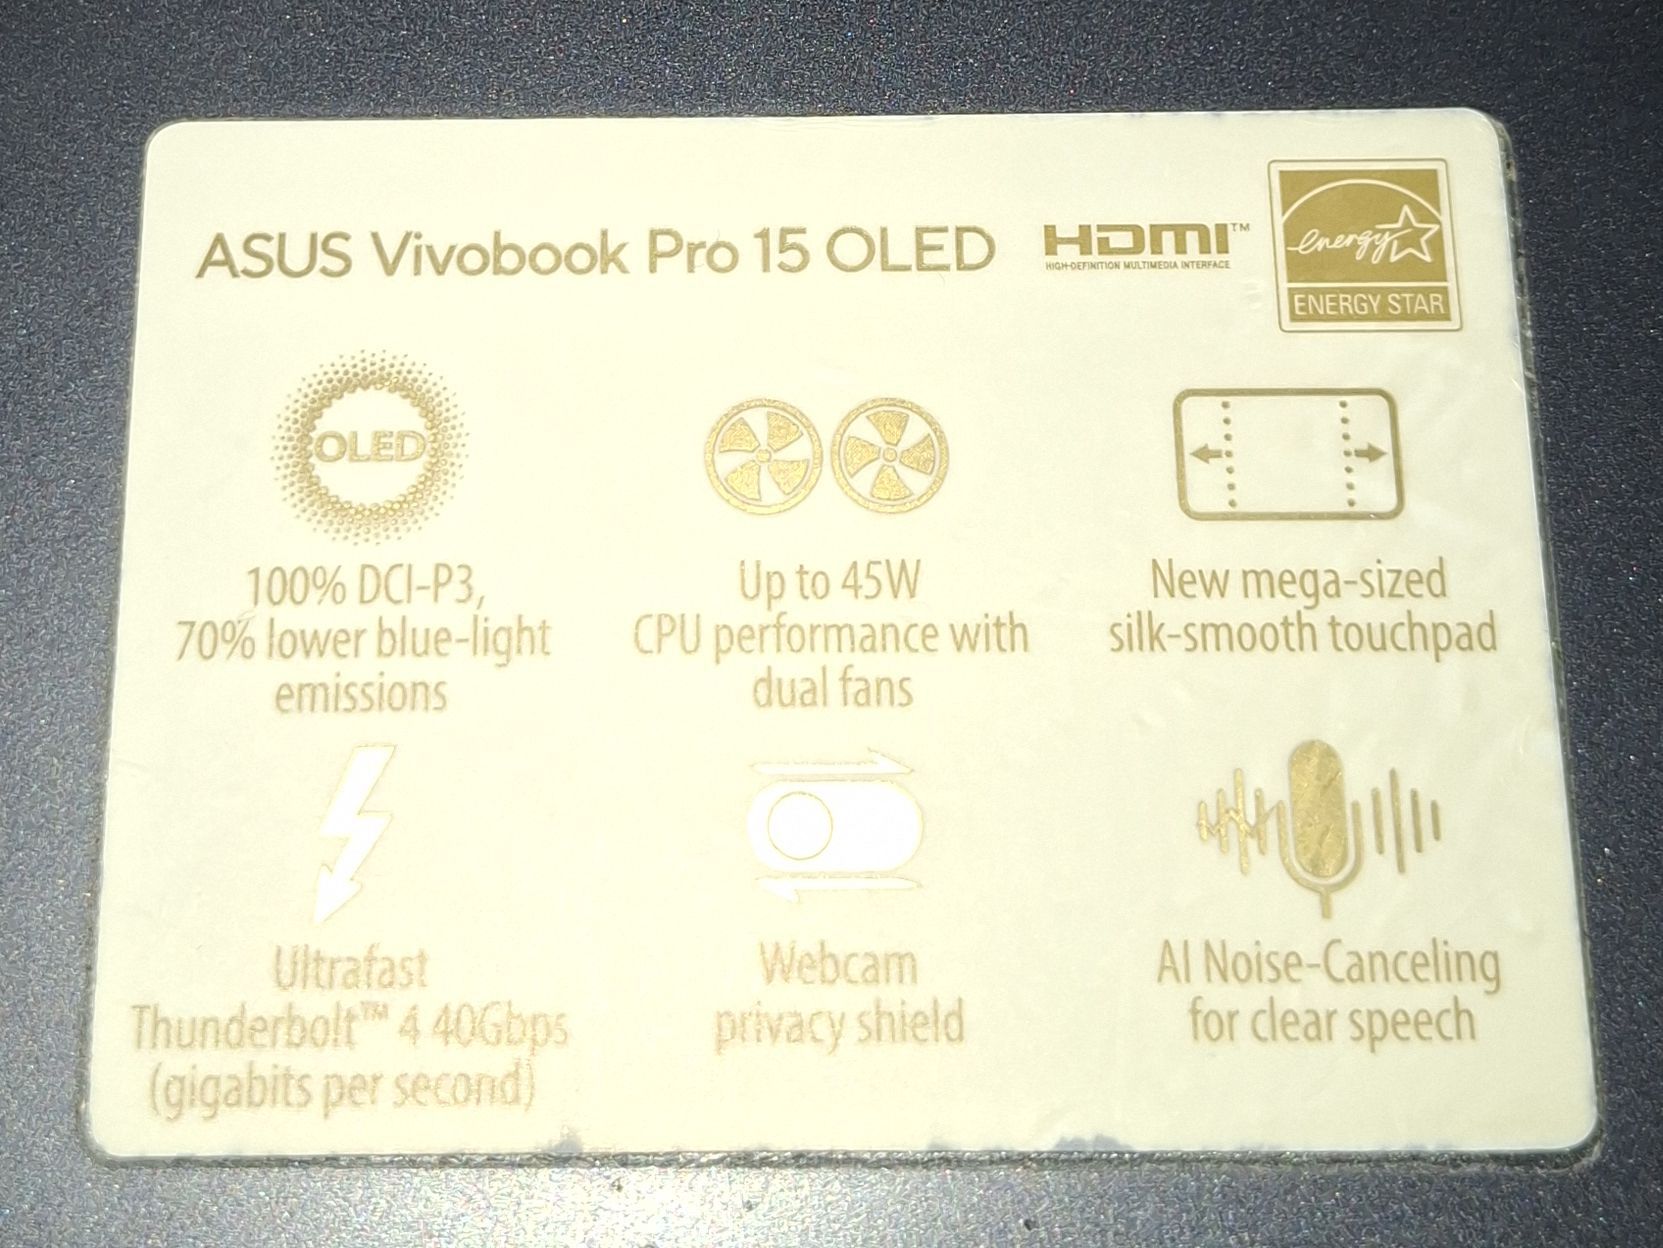 ASUS Vivobook Pro 15 OLED
HDMI™
HIGH-DEFINITION MULTIMEDIA INTERFACE
energy
ENERGY STAR
OLED
100% DCI-P3,
70% lower blue-light
emissions
Up to 45W
CPU performance with
dual fans
New mega-sized
silk-smooth touchpad
Ultrafast
Thunderbolt™ 4 40Gbps
(gigabits per second)
Webcam
privacy shield
AI Noise-Canceling
for clear speech